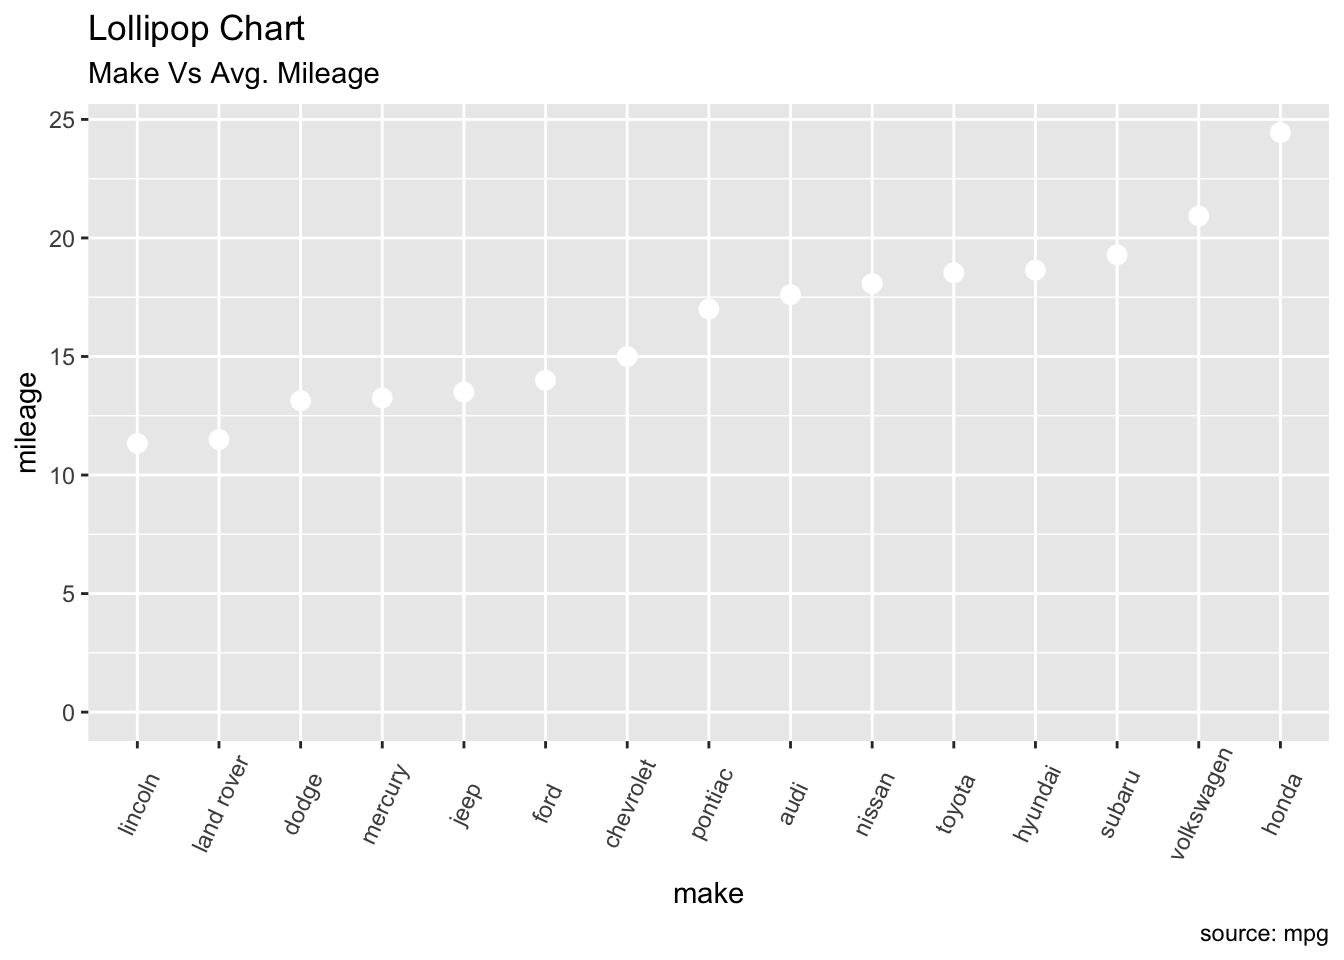 Lollipop Chart
Make Vs Avg. Mileage
25
20
15
10
5
0
mileage
lincoln
land rover
dodge
mercury
jeep
ford
chevrolet
pontiac
audi
nissan
toyota
hyundai
subaru
volkswagen
honda
make
source: mpg